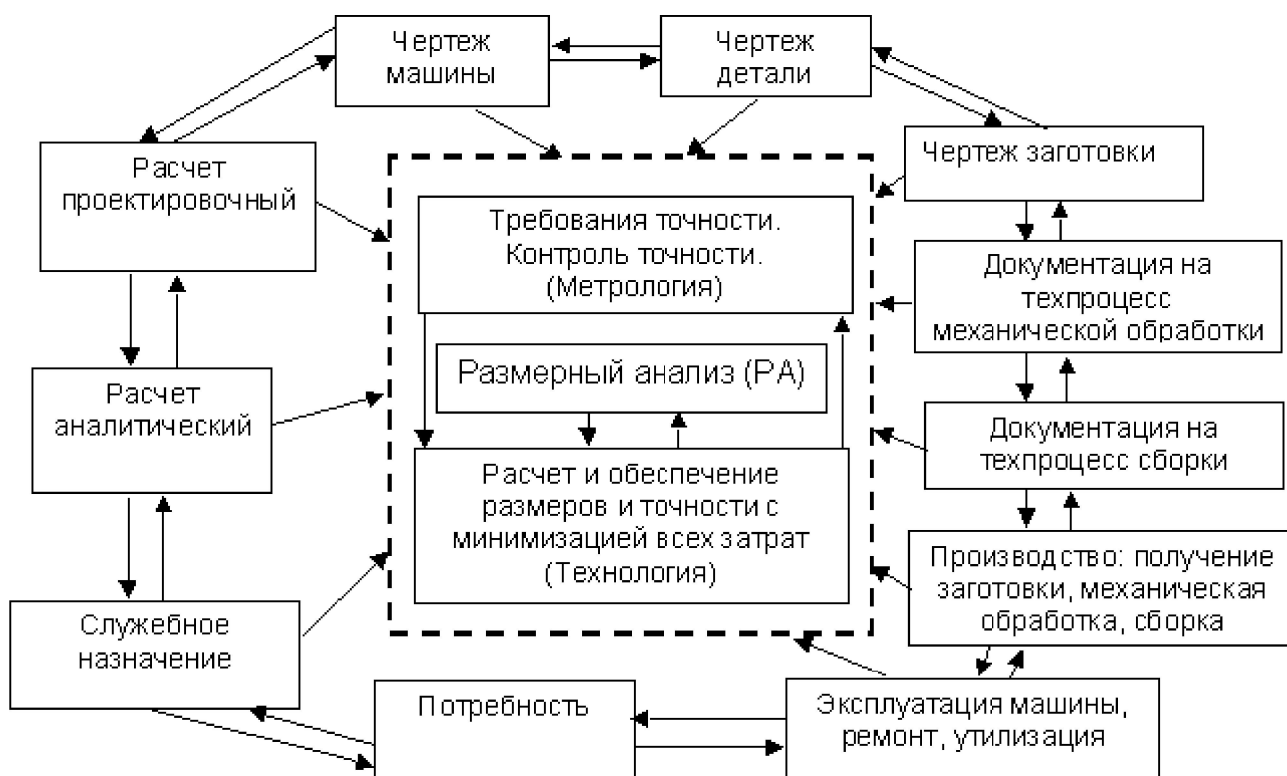 Чертеж
машины
Чертеж
детали
Расчет
проектировочный
Чертеж заготовки
Требования точности.
Контроль точности.
(Метрология)
Документация на
техпроцесс
механической обработки
Размерный анализ (РА)
Расчет
аналитический
Документация на
техпроцесс сборки
Расчет и обеспечение
размеров и точности с
минимизацией всех затрат
(Технология)
Производство: получение
заготовки, механическая
обработка, сборка
Служебное
назначение
Потребность
Эксплуатация машины,
ремонт, утилизация